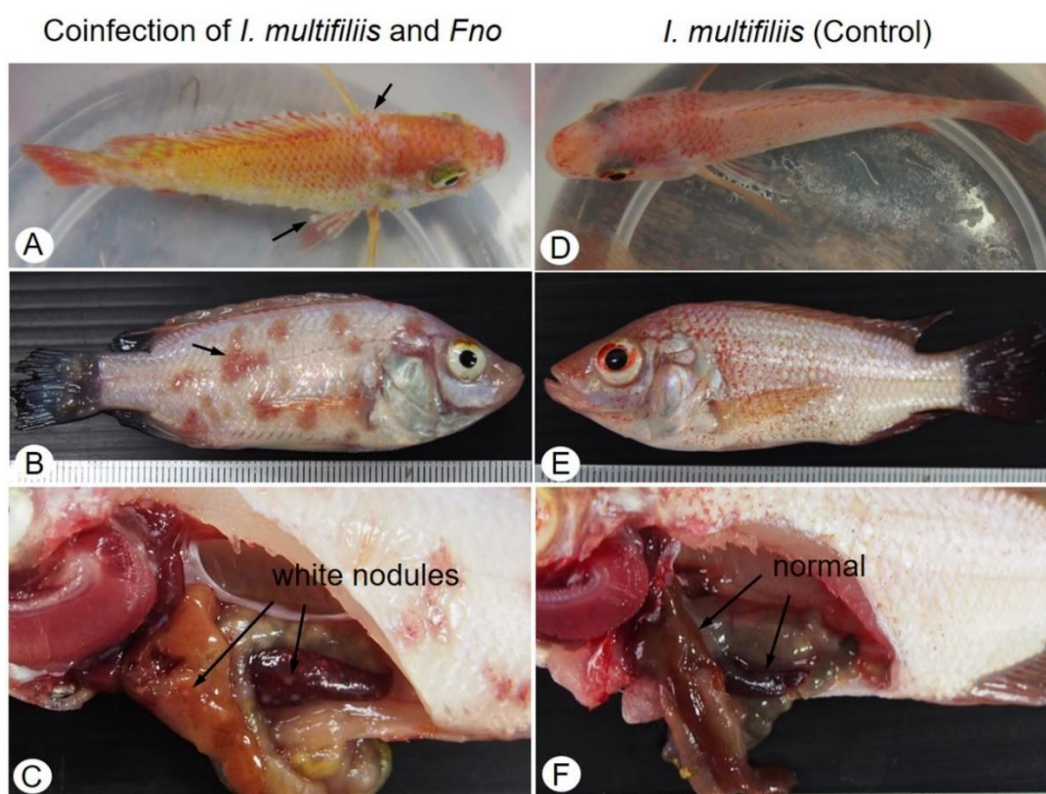 Coinfection of I. multifiliis and Fno
I. multifiliis (Control)
A
D
B
E
white nodules
normal
C
F